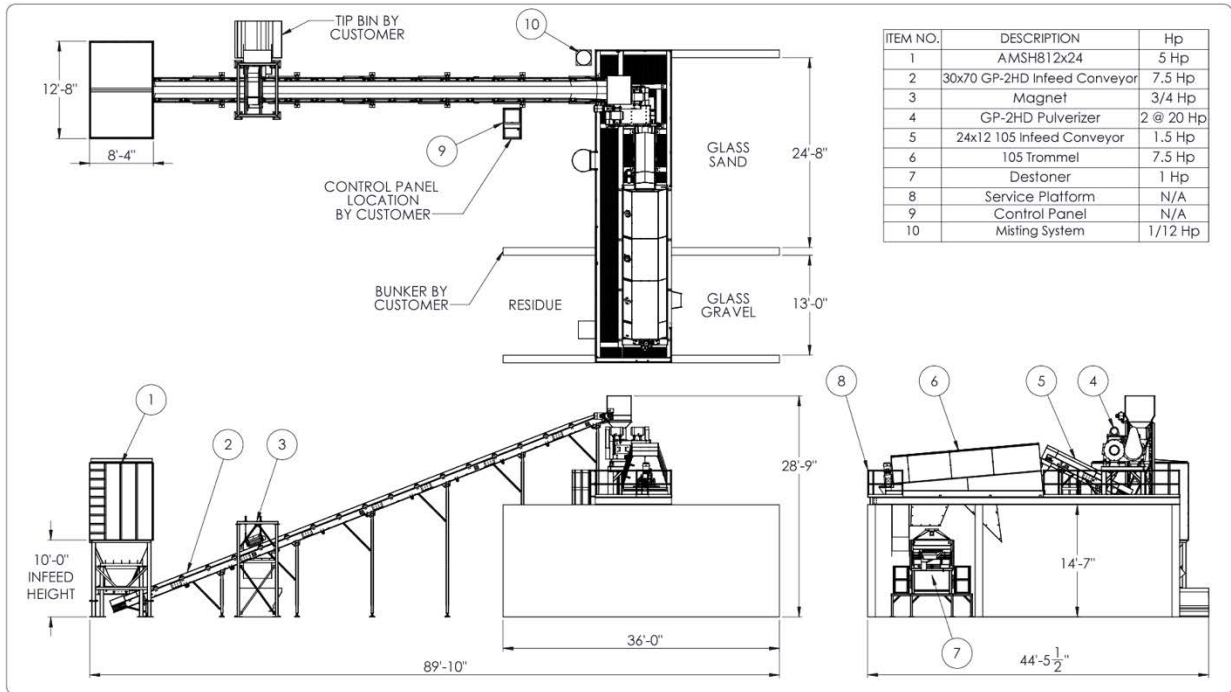 TIP BIN BY
CUSTOMER
10
12'-8"
8'-4"
9
CONTROL PANEL
LOCATION
BY CUSTOMER
GLASS
SAND
24'-8"
BUNKER BY
CUSTOMER
RESIDUE
GLASS
GRAVEL
13'-0"
ITEM NO. DESCRIPTION Hp
1 AMSH812x24 5 Hp
2 30x70 GP-2HD Infeed Conveyor 7.5 Hp
3 Magnet 3/4 Hp
4 GP-2HD Pulverizer 2 @ 20 Hp
5 24x12 105 Infeed Conveyor 1.5 Hp
6 105 Trommel 7.5 Hp
7 Destoner 1 Hp
8 Service Platform N/A
9 Control Panel N/A
10 Misting System 1/12 Hp
1
2
3
10'-0"
INFEED
HEIGHT
28'-9"
36'-0"
89'-10"
8
6
5
4
14'-7"
7
44'-5 1/2"